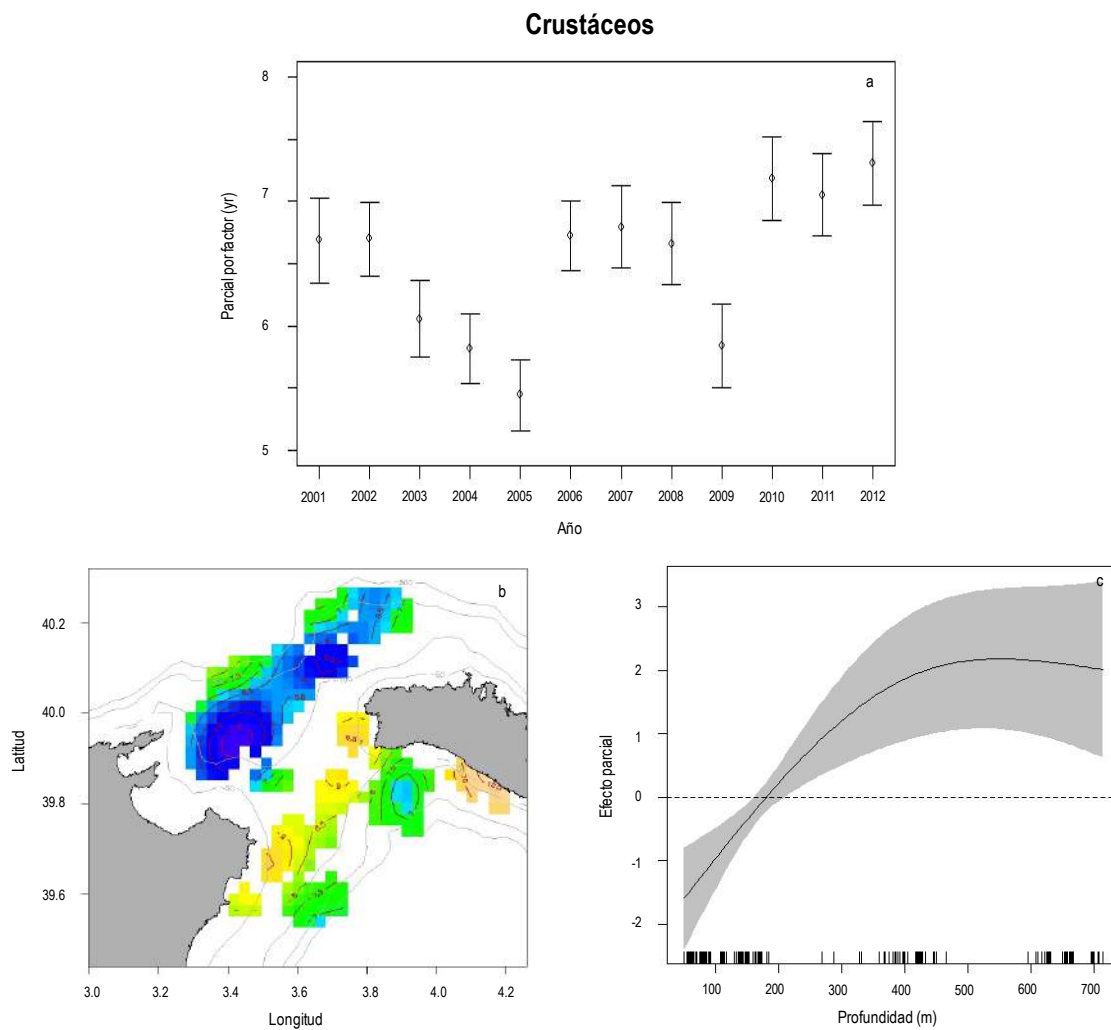 Crustáceos
a
8
7
6
5
Parcial por factor (yr)
2001 2002 2003 2004 2005 2006 2007 2008 2009 2010 2011 2012
Año
b
40.2
40.0
39.8
39.6
Latitud
3.0 3.2 3.4 3.6 3.8 4.0 4.2
Longitud
c
3
2
1
0
-1
-2
Efecto parcial
100 200 300 400 500 600 700
Profundidad (m)